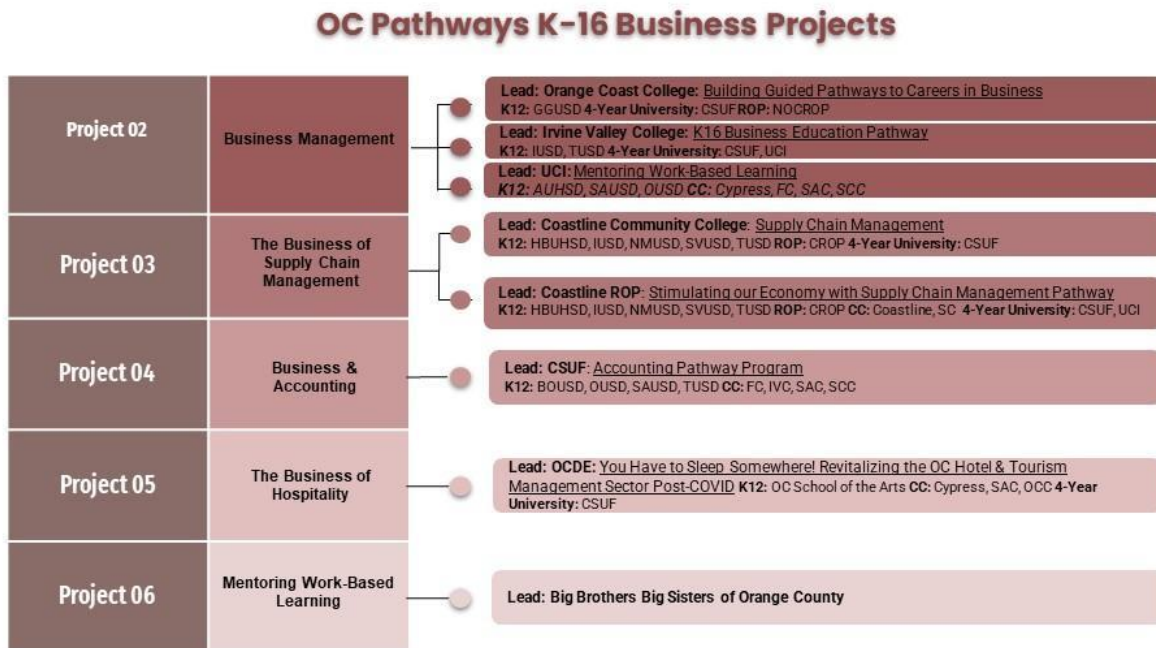 OC Pathways K-16 Business Projects
Project 02
Business Management
Lead: Orange Coast College: Building Guided Pathways to Careers in Business
K12: GGUSD 4-Year University: CSUF ROP: NOCROP
Lead: Irvine Valley College: K16 Business Education Pathway
K12: IUSD, TUSD 4-Year University: CSUF, UCI
Lead: UCI: Mentoring Work-Based Learning
K12: AUHSD, SAUSD, OUSD CC: Cypress, FC, SAC, SCC
Project 03
The Business of
Supply Chain
Management
Lead: Coastline Community College: Supply Chain Management
K12: HBUHSD, IUSD, NMUSD, SVUSD, TUSD ROP: CROP 4-Year University: CSUF
Lead: Coastline ROP: Stimulating our Economy with Supply Chain Management Pathway
K12: HBUHSD, IUSD, NMUSD, SVUSD, TUSD ROP: CROP CC: Coastline, SC 4-Year University: CSUF, UCI
Project 04
Business &
Accounting
Lead: CSUF: Accounting Pathway Program
K12: BOUSD, OUSD, SAUSD, TUSD CC: FC, IVC, SAC, SCC
Project 05
The Business of
Hospitality
Lead: OCDE: You Have to Sleep Somewhere! Revitalizing the OC Hotel & Tourism
Management Sector Post-COVID K12: OC School of the Arts CC: Cypress, SAC, OCC 4-Year
University: CSUF
Project 06
Mentoring Work-Based
Learning
Lead: Big Brothers Big Sisters of Orange County